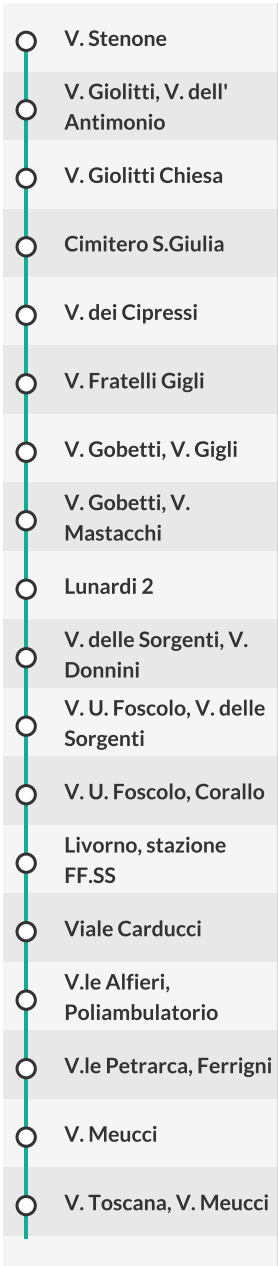 V. Stenone
V. Giolitti, V. dell'
Antimonio
V. Giolitti Chiesa
Cimitero S.Giulia
V. dei Cipressi
V. Fratelli Gigli
V. Gobetti, V. Gigli
V. Gobetti, V.
Mastacchi
Lunardi 2
V. delle Sorgenti, V.
Donnini
V. U. Foscolo, V. delle
Sorgenti
V. U. Foscolo, Corallo
Livorno, stazione
FF.SS
Viale Carducci
V.le Alfieri,
Poliambulatorio
V.le Petrarca, Ferrigni
V. Meucci
V. Toscana, V. Meucci